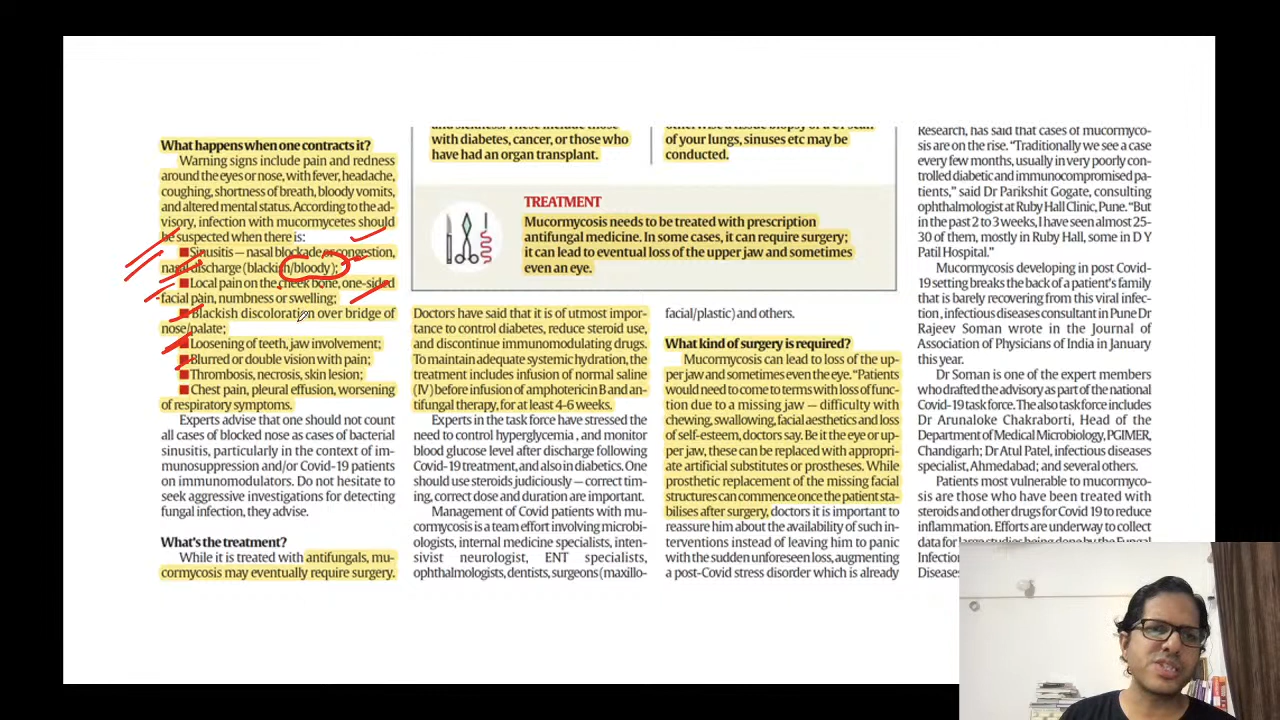 What happens when one contracts it?
Warning signs include pain and redness
around the eyes or nose, with fever, headache,
coughing, shortness of breath, bloody vomits,
and altered mental status. According to the ad-
visory, infection with mucormycetes should
be suspected when there is:
■Sinusitis — nasal blockade or congestion,
nasal discharge (blackish/bloody);
■Local pain on the cheek bone, one-sided
facial pain, numbness or swelling;
■Blackish discoloration over bridge of
nose/palate;
■Loosening of teeth, jaw involvement;
■Blurred or double vision with pain;
■Thrombosis, necrosis, skin lesion;
■Chest pain, pleural effusion, worsening
of respiratory symptoms.
Experts advise that one should not count
all cases of blocked nose as cases of bacterial
sinusitis, particularly in the context of im-
munosuppression and/or Covid-19 patients
on immunomodulators. Do not hesitate to
seek aggressive investigations for detecting
fungal infection, they advise.
What's the treatment?
While it is treated with antifungals, mu-
cormycosis may eventually require surgery.
and sickness. These include those
with diabetes, cancer, or those who
have had an organ transplant.
otherwise a tissue biopsy or a CT scan
of your lungs, sinuses etc may be
conducted.
TREATMENT
Mucormycosis needs to be treated with prescription
antifungal medicine. In some cases, it can require surgery;
it can lead to eventual loss of the upper jaw and sometimes
even an eye.
Doctors have said that it is of utmost impor-
tance to control diabetes, reduce steroid use,
and discontinue immunomodulating drugs.
To maintain adequate systemic hydration, the
treatment includes infusion of normal saline
(IV) before infusion of amphotericin B and an-
tifungal therapy, for at least 4-6 weeks.
Experts in the task force have stressed the
need to control hyperglycemia , and monitor
blood glucose level after discharge following
Covid-19 treatment, and also in diabetics. One
should use steroids judiciously — correct tim-
ing, correct dose and duration are important.
Management of Covid patients with mu-
cormycosis is a team effort involving microbi-
ologists, internal medicine specialists, inten-
sivist neurologist, ENT specialists,
ophthalmologists, dentists, surgeons (maxillo-
facial/plastic) and others.
What kind of surgery is required?
Mucormycosis can lead to loss of the up-
per jaw and sometimes even the eye. "Patients
would need to come to terms with loss of func-
tion due to a missing jaw — difficulty with
chewing, swallowing, facial aesthetics and loss
of self-esteem, doctors say. Be it the eye or up-
per jaw, these can be replaced with appropri-
ate artificial substitutes or prostheses. While
prosthetic replacement of the missing facial
structures can commence once the patient sta-
bilises after surgery, doctors it is important to
reassure him about the availability of such in-
terventions instead of leaving him to panic
with the sudden unforeseen loss, augmenting
a post-Covid stress disorder which is already
Research, has said that cases of mucormyco-
sis are on the rise. "Traditionally we see a case
every few months, usually in very poorly con-
trolled diabetic and immunocompromised pa-
tients," said Dr Parikshit Gogate, consulting
ophthalmologist at Ruby Hall Clinic, Pune. "But
in the past 2 to 3 weeks, I have seen almost 25-
30 of them, mostly in Ruby Hall, some in D Y
Patil Hospital."
Mucormycosis developing in post Covid-
19 setting breaks the back of a patient's family
that is barely recovering from this viral infec-
tion , infectious diseases consultant in Pune Dr
Rajeev Soman wrote in the Journal of
Association of Physicians of India in January
this year.
Dr Soman is one of the expert members
who drafted the advisory as part of the national
Covid-19 task force. The also task force includes
Dr Arunaloke Chakraborti, Head of the
Department of Medical Microbiology, PGIMER,
Chandigarh; Dr Atul Patel, infectious diseases
specialist, Ahmedabad; and several others.
Patients most vulnerable to mucormyco-
sis are those who have been treated with
steroids and other drugs for Covid 19 to reduce
inflammation. Efforts are underway to collect
data for large studies being done by the Fungal
Infection
Disease